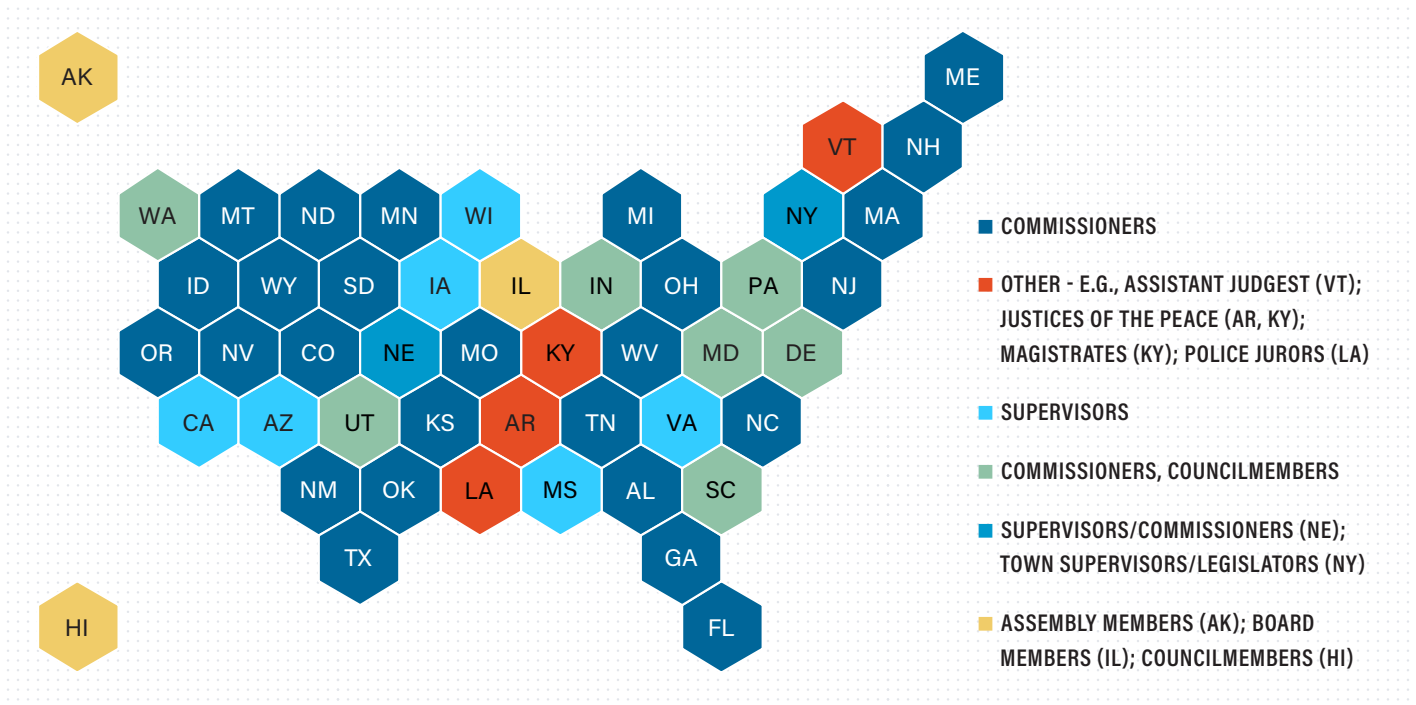 AK
ME
VT
NH
WA
MT
ND
MN
WI
MI
NY
MA
ID
WY
SD
IA
IL
IN
OH
PA
NJ
OR
NV
CO
NE
MO
KY
WV
MD
DE
CA
AZ
UT
KS
AR
TN
VA
NC
NM
OK
LA
MS
AL
SC
TX
GA
HI
FL
COMMISSIONERS
OTHER - E.G., ASSISTANT JUDGEST (VT);
JUSTICES OF THE PEACE (AR, KY);
MAGISTRATES (KY); POLICE JURORS (LA)
SUPERVISORS
COMMISSIONERS, COUNCILMEMBERS
SUPERVISORS/COMMISSIONERS (NE);
TOWN SUPERVISORS/LEGISLATORS (NY)
ASSEMBLY MEMBERS (AK); BOARD
MEMBERS (IL); COUNCILMEMBERS (HI)